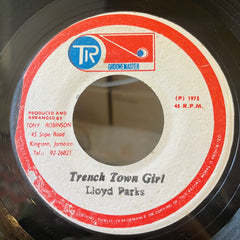 TR
GROOVEMASTER
(P) 1975
45 R.P.M.
PRODUCED AND
ARRANGED BY
TONY ROBINSON
45 Slipe Road
Kingston, Jamaica.
Tel:- 92-26821
Trench Town Girl
Lloyd Parks